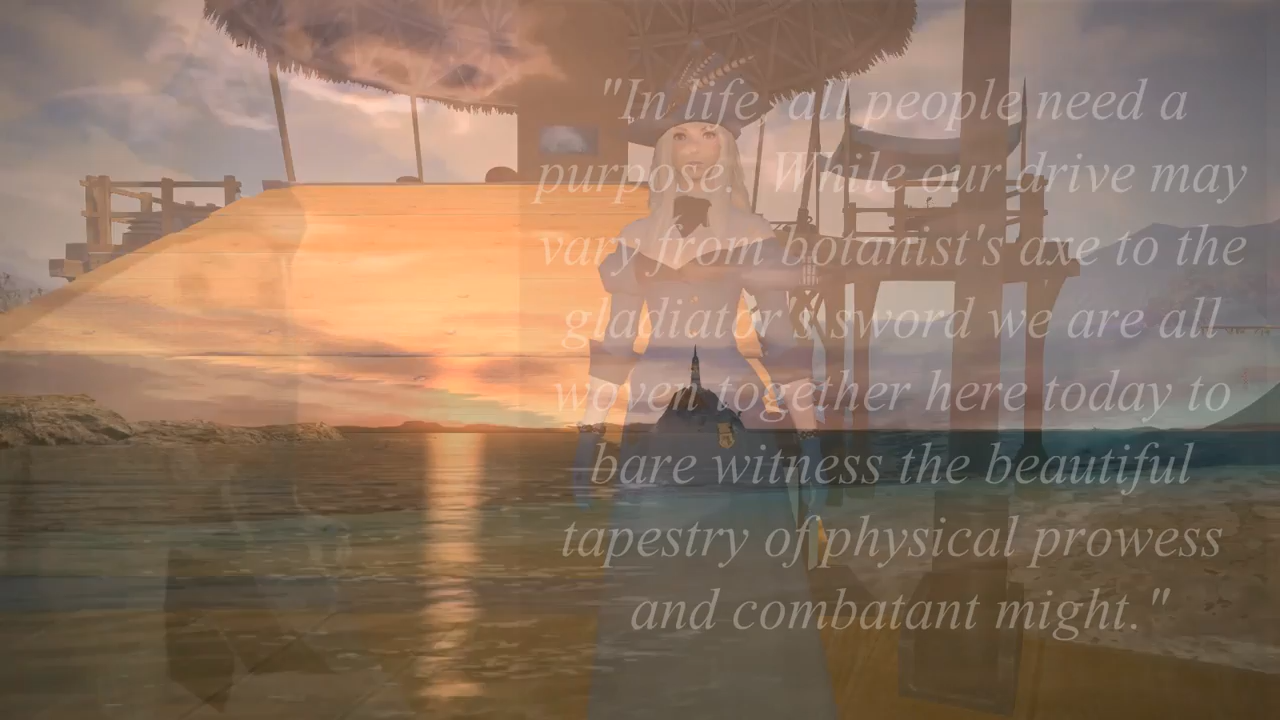 "In life, all people need a
purpose. While our drive may
vary from botanist's axe to the
gladiator's sword we are all
woven together here today to
bare witness the beautiful
tapestry of physical prowess
and combatant might."